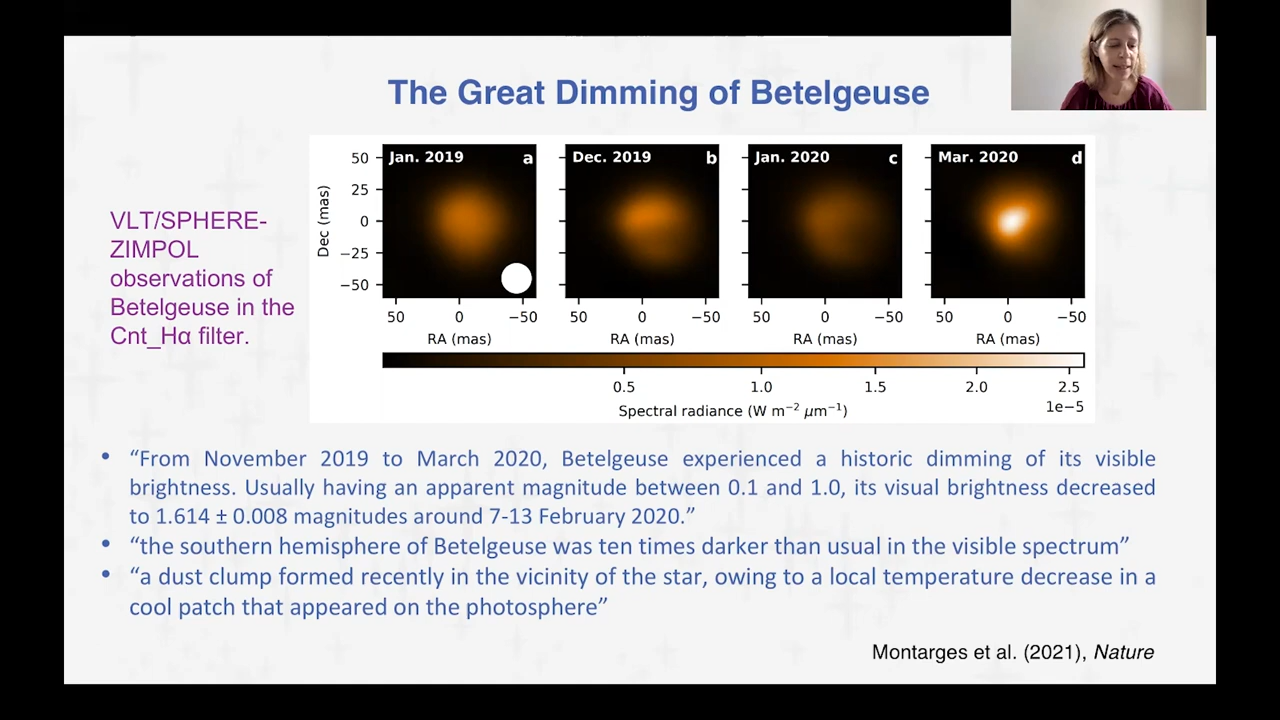 The Great Dimming of Betelgeuse
VLT/SPHERE-
ZIMPOL
observations of
Betelgeuse in the
Cnt_Hα filter.
Jan. 2019 a
Dec. 2019 b
Jan. 2020 c
Mar. 2020 d
Dec (mas)
50
25
0
−25
−50
50 0 −50
50 0 −50
50 0 −50
50 0 −50
RA (mas)
RA (mas)
RA (mas)
RA (mas)
0.5 1.0 1.5 2.0 2.5
1e−5
Spectral radiance (W m⁻² μm⁻¹)
• “From November 2019 to March 2020, Betelgeuse experienced a historic dimming of its visible
brightness. Usually having an apparent magnitude between 0.1 and 1.0, its visual brightness decreased
to 1.614 ± 0.008 magnitudes around 7-13 February 2020.”
• “the southern hemisphere of Betelgeuse was ten times darker than usual in the visible spectrum”
• “a dust clump formed recently in the vicinity of the star, owing to a local temperature decrease in a
cool patch that appeared on the photosphere”
Montarges et al. (2021), Nature